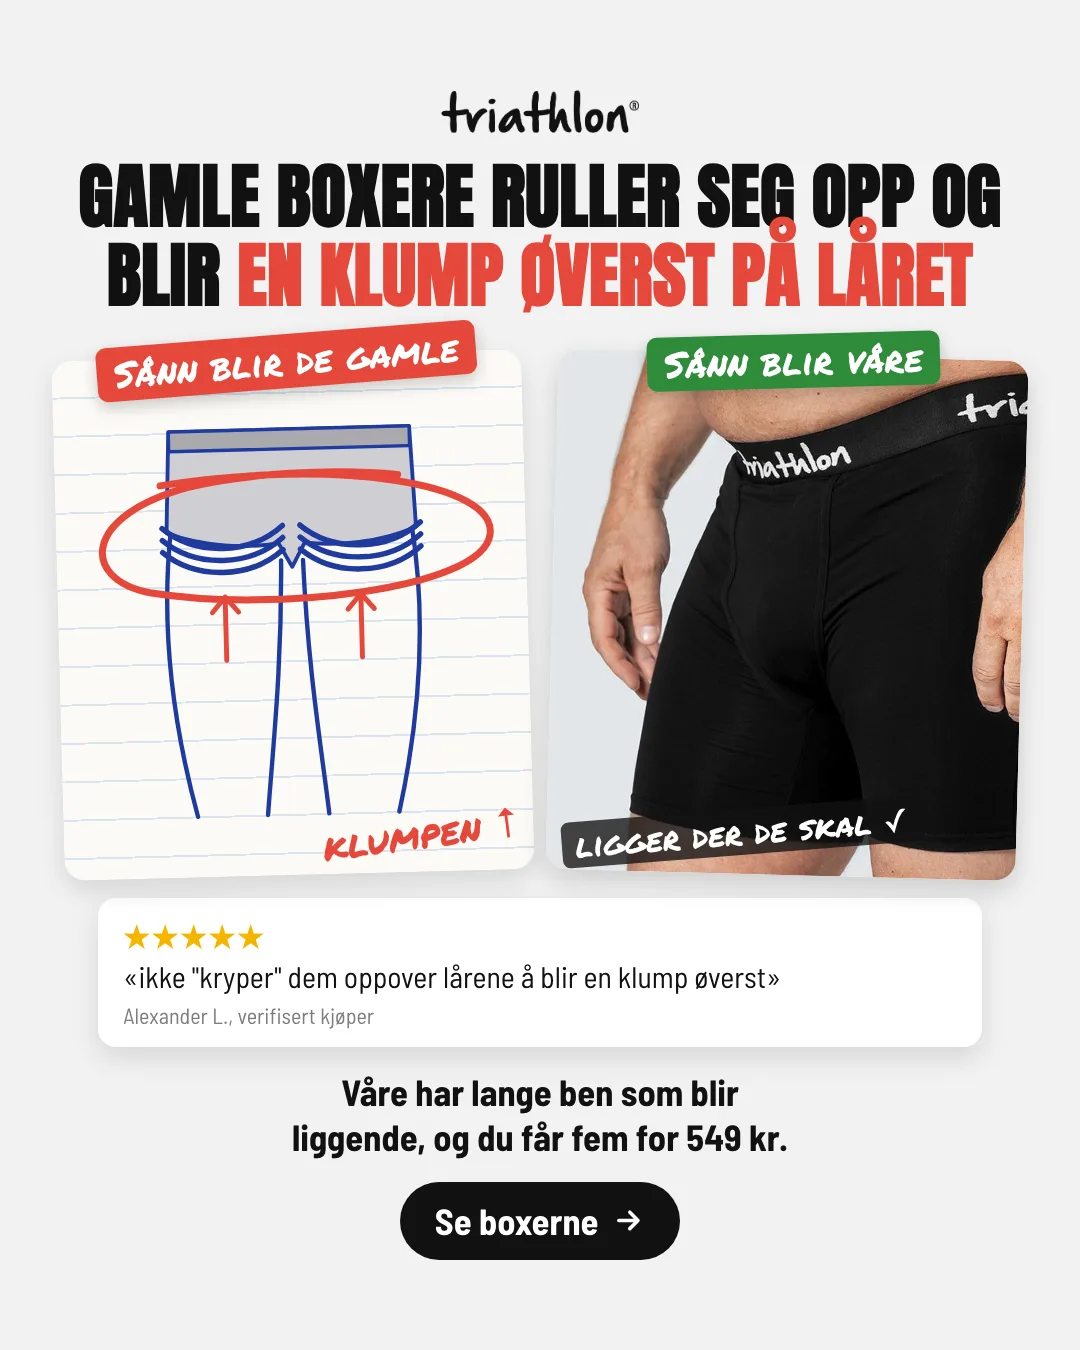 triathlon®
GAMLE BOXERE RULLER SEG OPP OG
BLIR EN KLUMP ØVERST PÅ LÅRET
SÅNN BLIR DE GAMLE
SÅNN BLIR VÅRE
triathlon
tria
KLUMPEN ↑
LIGGER DER DE SKAL ✓
★★★★★
«ikke "kryper" dem oppover lårene å blir en klump øverst»
Alexander L., verifisert kjøper
Våre har lange ben som blir
liggende, og du får fem for 549 kr.
Se boxerne →